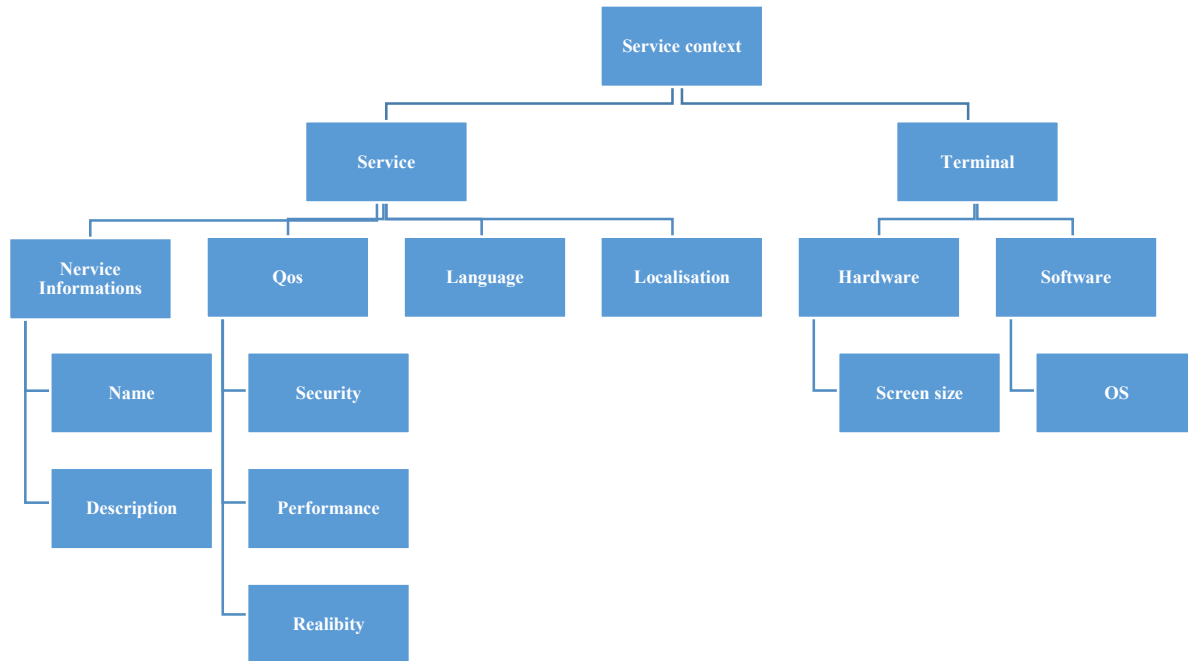 Service context
Service
Terminal
Nervice
Informations
Qos
Language
Localisation
Hardware
Software
Name
Security
Screen size
OS
Description
Performance
Realibity